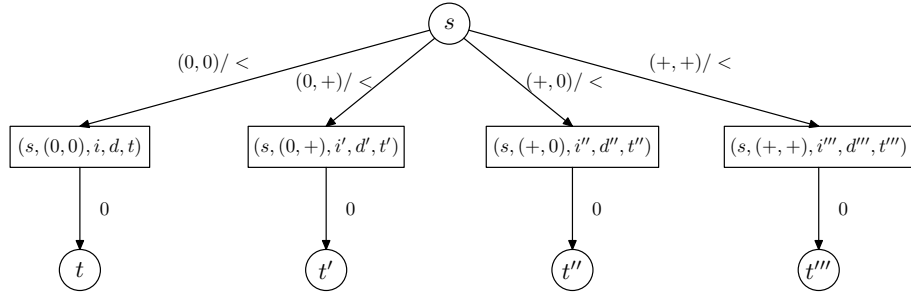 s
(0, 0)/ <
(0, +)/ <
(+, 0)/ <
(+, +)/ <
(s, (0, 0), i, d, t)
(s, (0, +), i′, d′, t′)
(s, (+, 0), i′′, d′′, t′′)
(s, (+, +), i′′′, d′′′, t′′′)
0
0
0
0
t
t′
t′′
t′′′